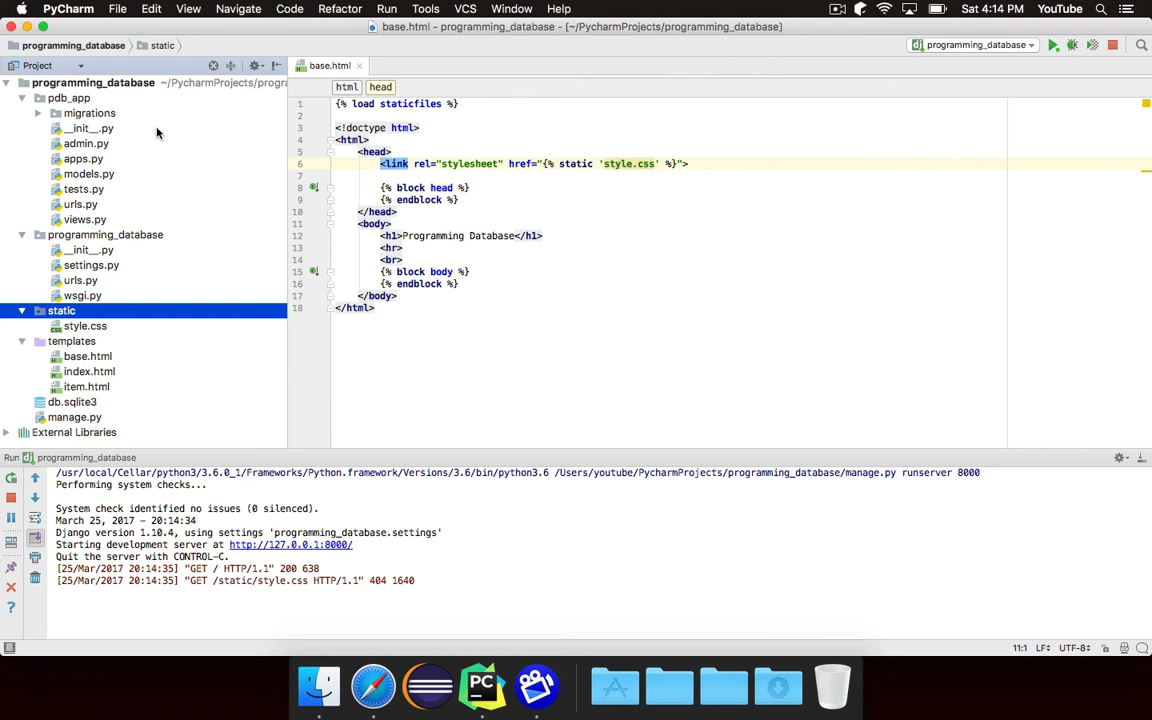 PyCharm File Edit View Navigate Code Refactor Run Tools VCS Window Help Sat 4:14 PM YouTube
base.html - programming_database - [~/PycharmProjects/programming_database]
programming_database static programming_database
Project base.html
programming_database ~/PycharmProjects/progra
html head
pdb_app
migrations
__init__.py
admin.py
apps.py
models.py
tests.py
urls.py
views.py
programming_database
__init__.py
settings.py
urls.py
wsgi.py
static
style.css
templates
base.html
index.html
item.html
db.sqlite3
manage.py
External Libraries
1 {% load staticfiles %}
2
3 <!doctype html>
4 <html>
5 <head>
6 <link rel="stylesheet" href="{% static 'style.css' %}">
7
8 {% block head %}
9 {% endblock %}
10 </head>
11 <body>
12 <h1>Programming Database</h1>
13 <hr>
14 <br>
15 {% block body %}
16 {% endblock %}
17 </body>
18 </html>
Run programming_database
/usr/local/Cellar/python3/3.6.0_1/Frameworks/Python.framework/Versions/3.6/bin/python3.6 /Users/youtube/PycharmProjects/programming_database/manage.py runserver 8000
Performing system checks...
System check identified no issues (0 silenced).
March 25, 2017 - 20:14:34
Django version 1.10.4, using settings 'programming_database.settings'
Starting development server at http://127.0.0.1:8000/
Quit the server with CONTROL-C.
[25/Mar/2017 20:14:35] "GET / HTTP/1.1" 200 638
[25/Mar/2017 20:14:35] "GET /static/style.css HTTP/1.1" 404 1640
11:1 LF UTF-8
PC